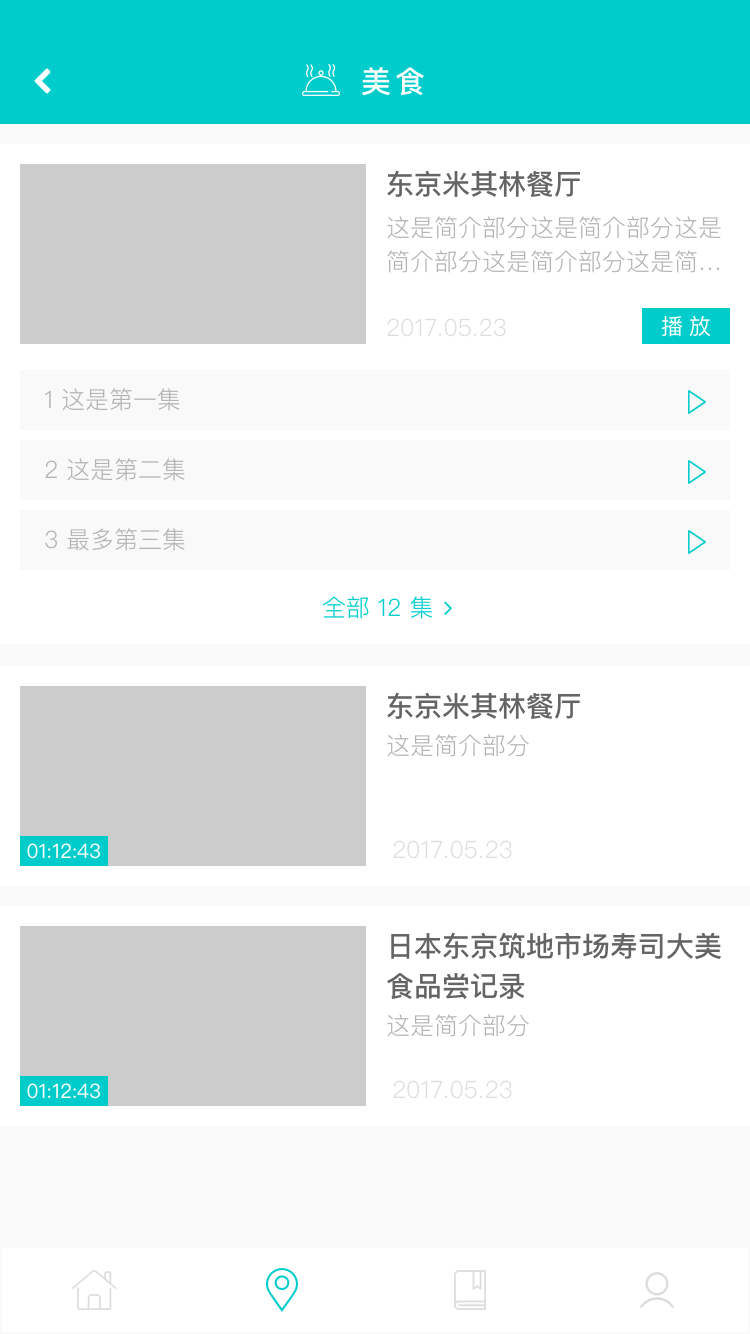 美食
东京米其林餐厅
这是简介部分这是简介部分这是
简介部分这是简介部分这是简...
2017.05.23
播放
1 这是第一集
2 这是第二集
3 最多第三集
全部 12 集 >
东京米其林餐厅
这是简介部分
01:12:43
2017.05.23
日本东京筑地市场寿司大美
食品尝记录
这是简介部分
01:12:43
2017.05.23